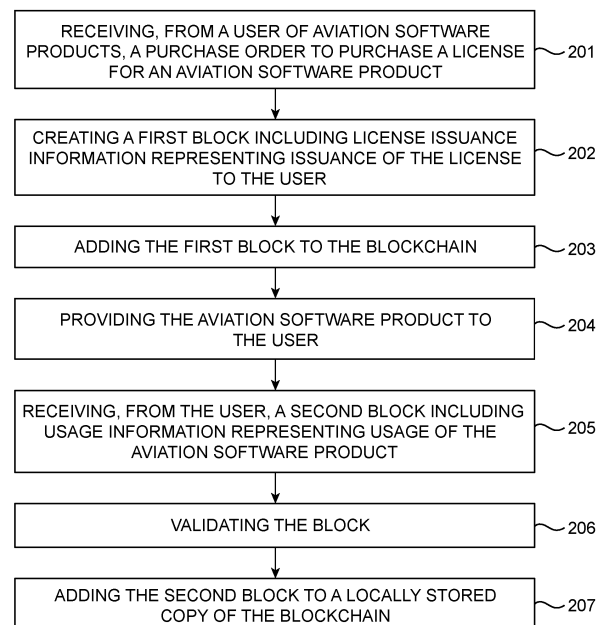 RECEIVING, FROM A USER OF AVIATION SOFTWARE
PRODUCTS, A PURCHASE ORDER TO PURCHASE A LICENSE
FOR AN AVIATION SOFTWARE PRODUCT
201
CREATING A FIRST BLOCK INCLUDING LICENSE ISSUANCE
INFORMATION REPRESENTING ISSUANCE OF THE LICENSE
TO THE USER
202
ADDING THE FIRST BLOCK TO THE BLOCKCHAIN
203
PROVIDING THE AVIATION SOFTWARE PRODUCT TO
THE USER
204
RECEIVING, FROM THE USER, A SECOND BLOCK INCLUDING
USAGE INFORMATION REPRESENTING USAGE OF THE
AVIATION SOFTWARE PRODUCT
205
VALIDATING THE BLOCK
206
ADDING THE SECOND BLOCK TO A LOCALLY STORED
COPY OF THE BLOCKCHAIN
207